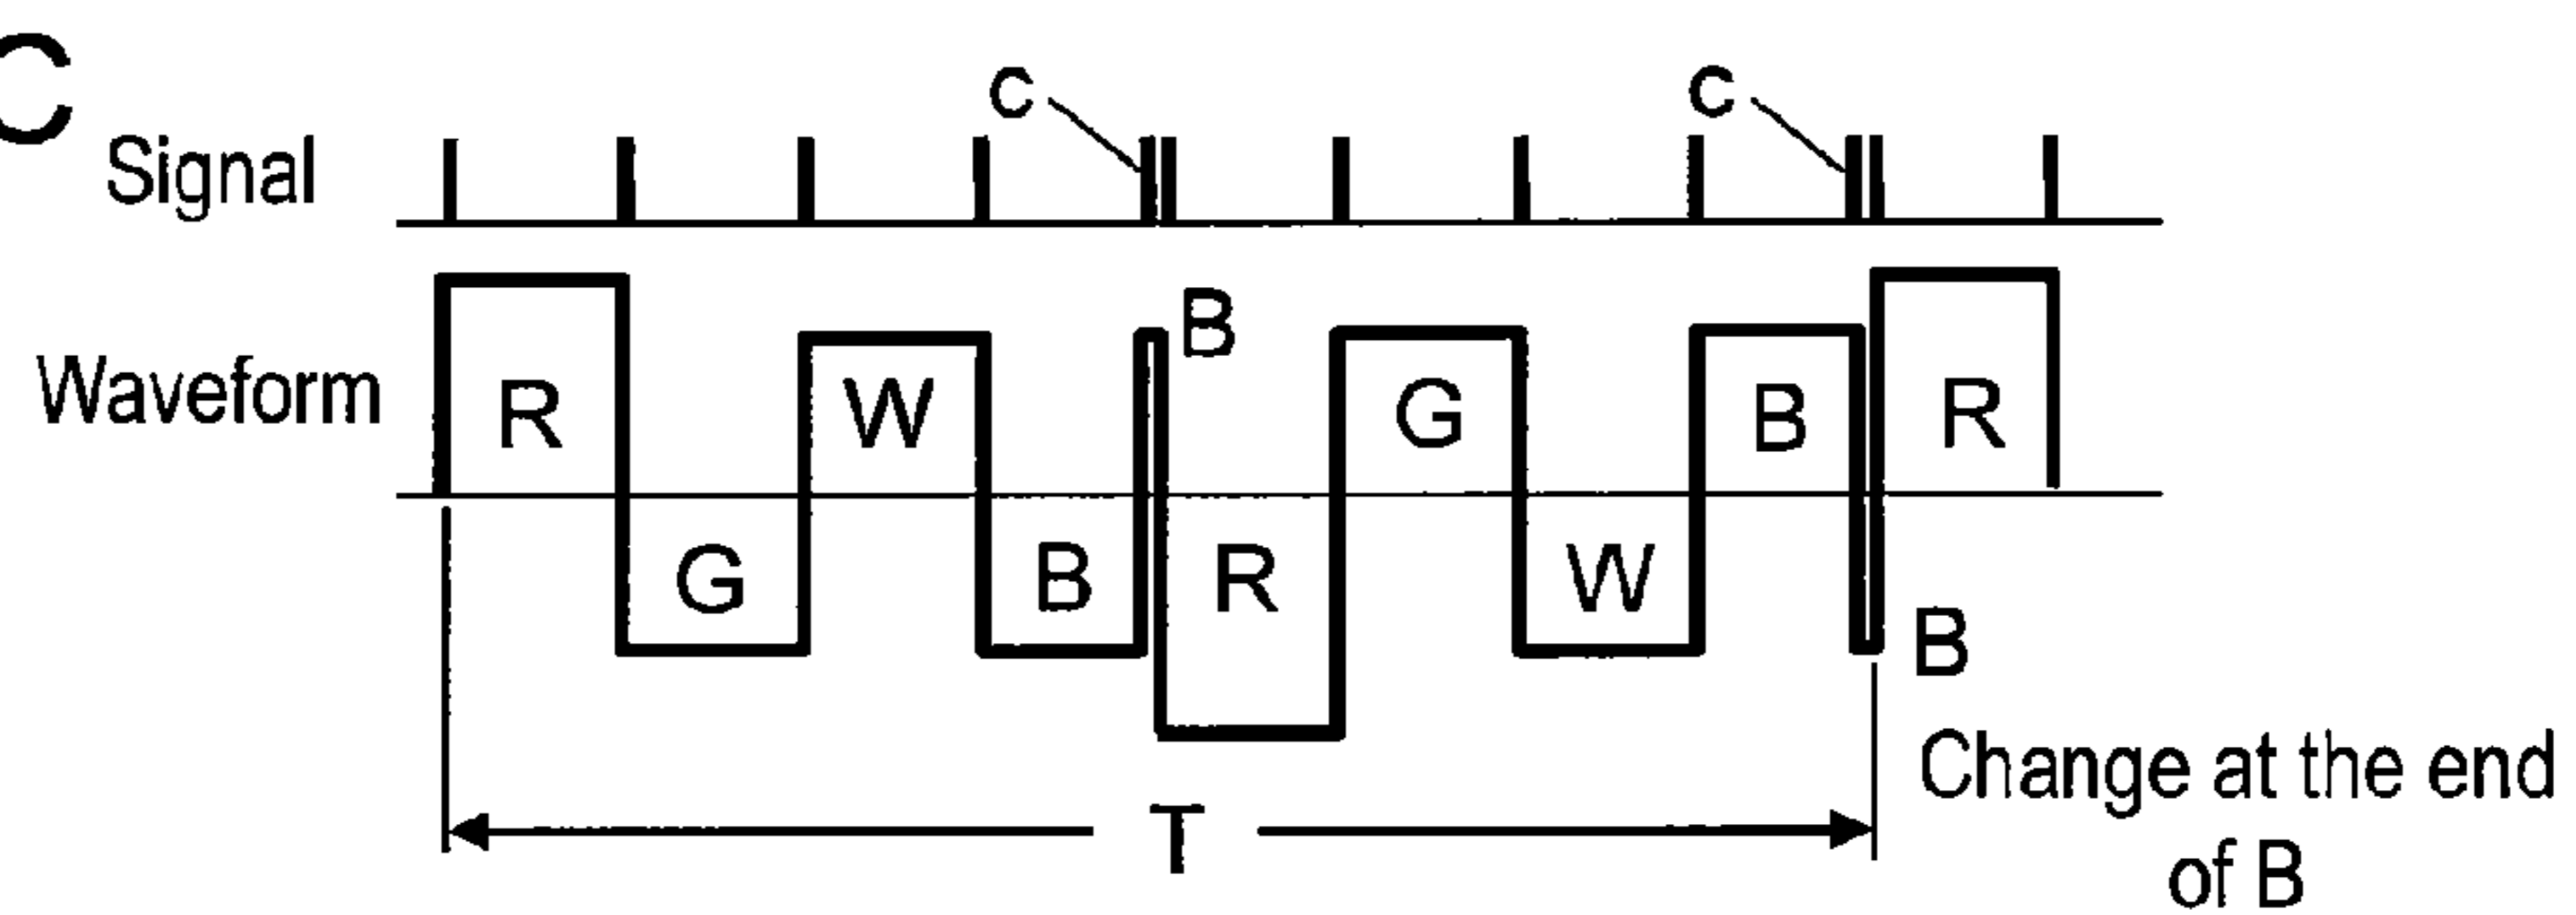 C
c c
Signal
B
Waveform R W G B R
G B R W
B
Change at the end
T
of B